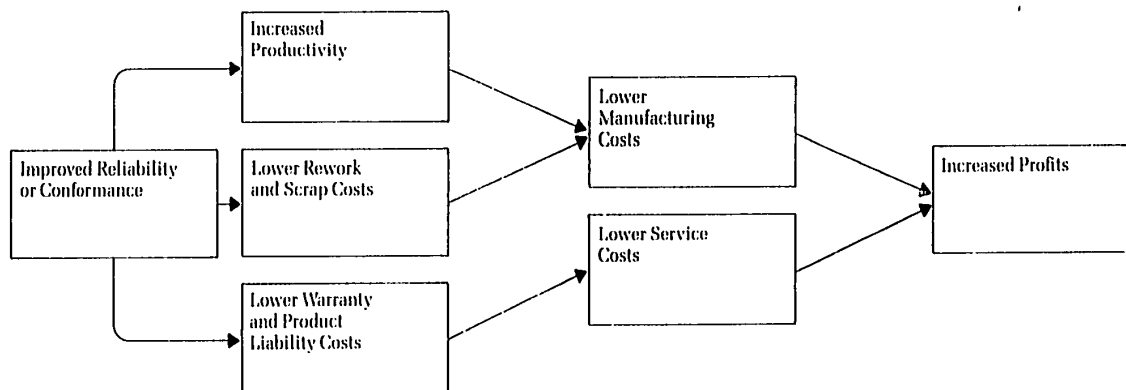 Increased
Productivity
Lower
Manufacturing
Costs
Improved Reliability
or Conformance
Lower Rework
and Scrap Costs
Increased Profits
Lower Service
Costs
Lower Warranty
and Product
Liability Costs